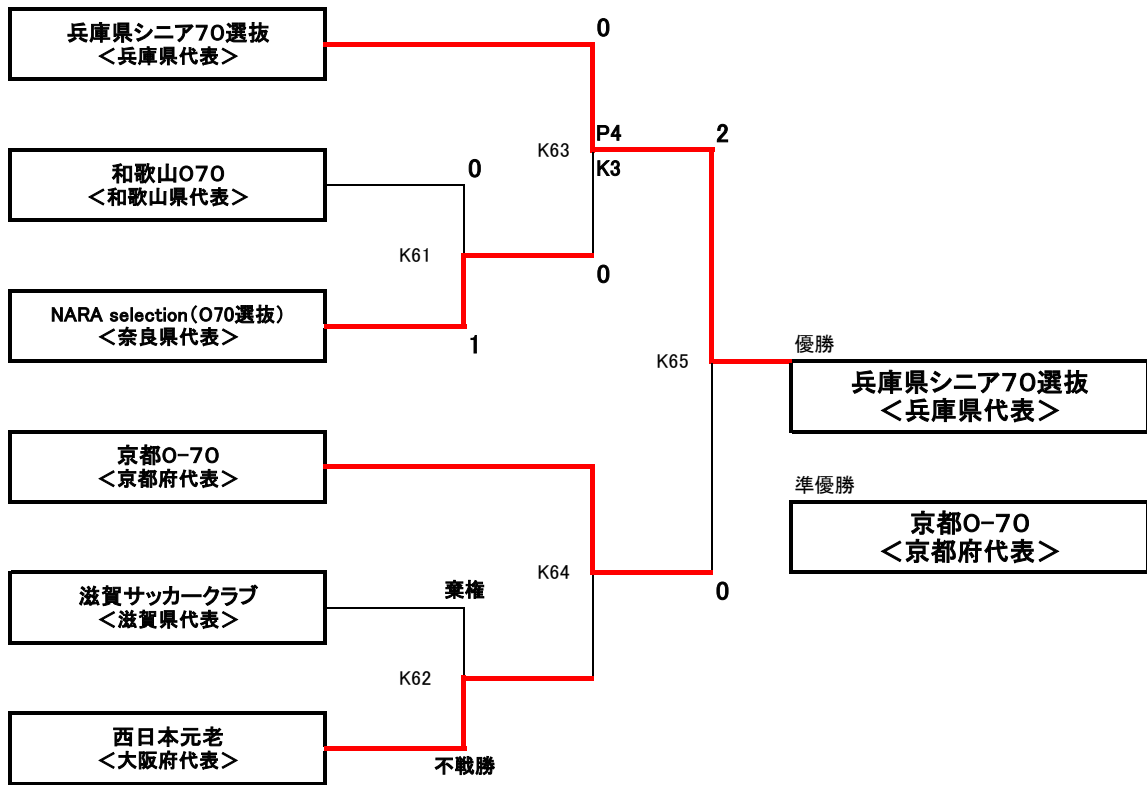 兵庫県シニア70選抜
＜兵庫県代表＞
0
K63
P4
K3
2
和歌山O70
＜和歌山県代表＞
0
K61
0
NARA selection（O70選抜）
＜奈良県代表＞
1
K65
優勝
兵庫県シニア70選抜
＜兵庫県代表＞
京都O-70
＜京都府代表＞
準優勝
京都O-70
＜京都府代表＞
K64
0
滋賀サッカークラブ
＜滋賀県代表＞
棄権
K62
西日本元老
＜大阪府代表＞
不戦勝